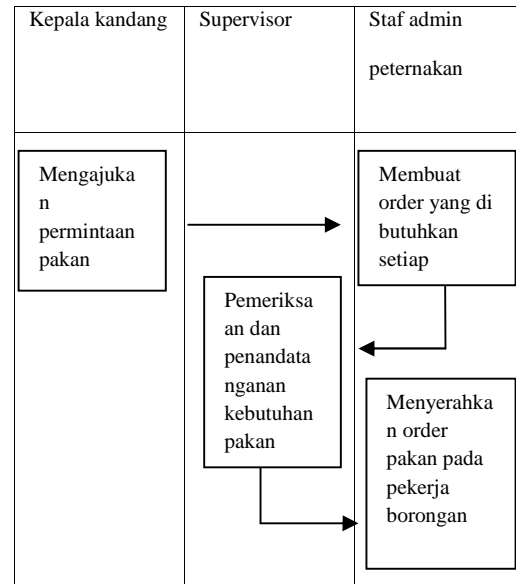 Kepala kandang
Supervisor
Staf admin
peternakan
Mengajuka
n
permintaan
pakan
Membuat
order yang di
butuhkan
setiap
Pemeriksa
an dan
penandata
nganan
kebutuhan
pakan
Menyerahka
n order
pakan pada
pekerja
borongan